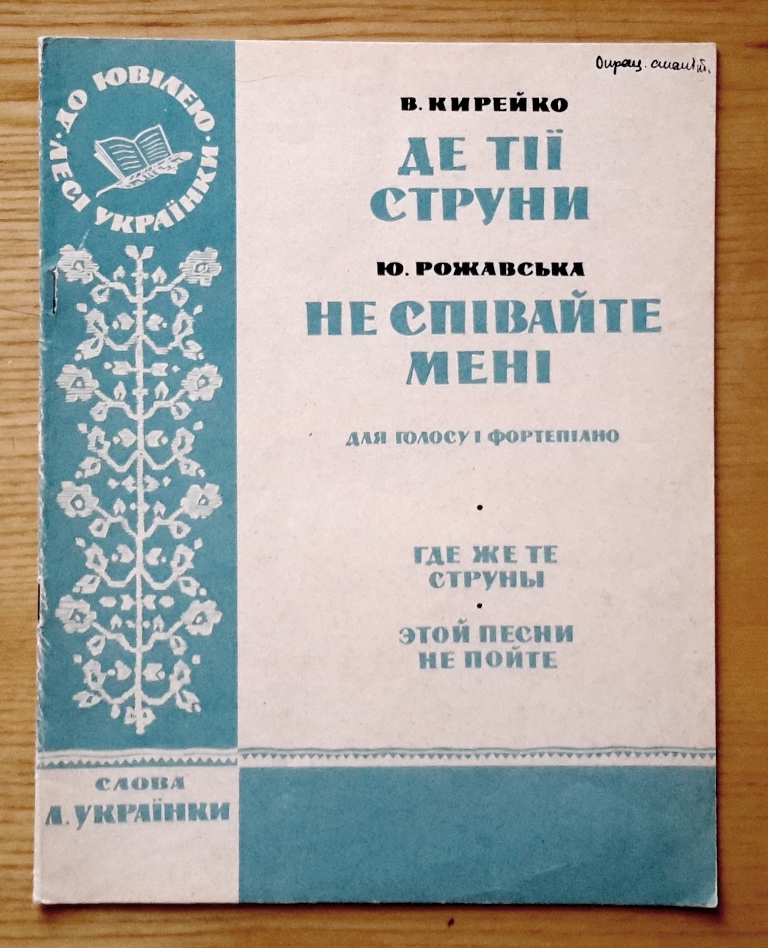 · ДО ЮВІЛЕЮ ·
ЛЕСІ УКРАЇНКИ
В. КИРЕЙКО
ДЕ ТІЇ
СТРУНИ
Ю. РОЖАВСЬКА
НЕ СПІВАЙТЕ
МЕНІ
ДЛЯ ГОЛОСУ І ФОРТЕПІАНО
ГДЕ ЖЕ ТЕ
СТРУНЫ
ЭТОЙ ПЕСНИ
НЕ ПОЙТЕ
СЛОВА
Л. УКРАЇНКИ